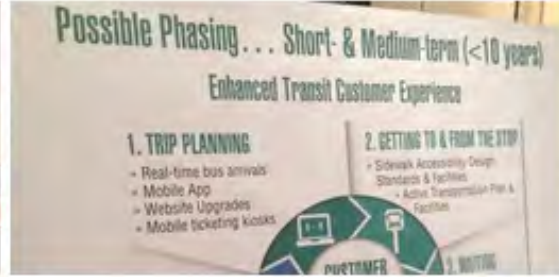 Possible Phasing... Short- & Medium-term (<10 years)
Enhanced Transit Customer Experience
1. TRIP PLANNING
» Real-time bus arrivals
» Mobile App
» Website Upgrades
» Mobile ticketing kiosks
2. GETTING TO & FROM THE STOP
» Sidewalk Accessibility Design
Standards & Facilities
» Active Transportation Plan &
Facilities
CUSTOMER
3. WAITING